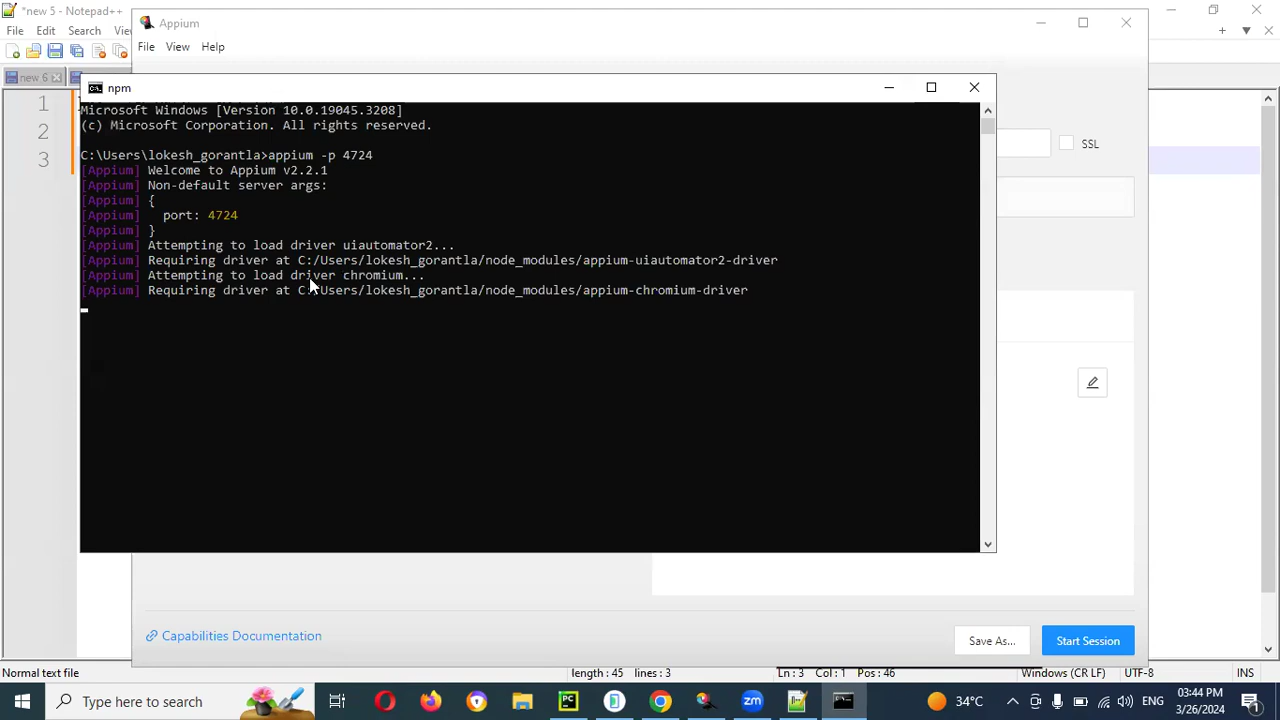 *new 5 - Notepad++
Appium
File Edit Search
File View Help
new 6
npm
Microsoft Windows [Version 10.0.19045.3208]
(c) Microsoft Corporation. All rights reserved.
C:\Users\lokesh_gorantla>appium -p 4724
[Appium] Welcome to Appium v2.2.1
[Appium] Non-default server args:
[Appium] {
[Appium]   port: 4724
[Appium] }
[Appium] Attempting to load driver uiautomator2...
[Appium] Requiring driver at C:/Users/lokesh_gorantla/node_modules/appium-uiautomator2-driver
[Appium] Attempting to load driver chromium...
[Appium] Requiring driver at C:/Users/lokesh_gorantla/node_modules/appium-chromium-driver
1
2
3
SSL
Capabilities Documentation
Save As...
Start Session
Normal text file length: 45 lines: 3 Ln: 3 Col: 1 Pos: 46 Windows (CR LF) UTF-8 INS
Type here to search
34°C
ENG
03:44 PM
3/26/2024
1